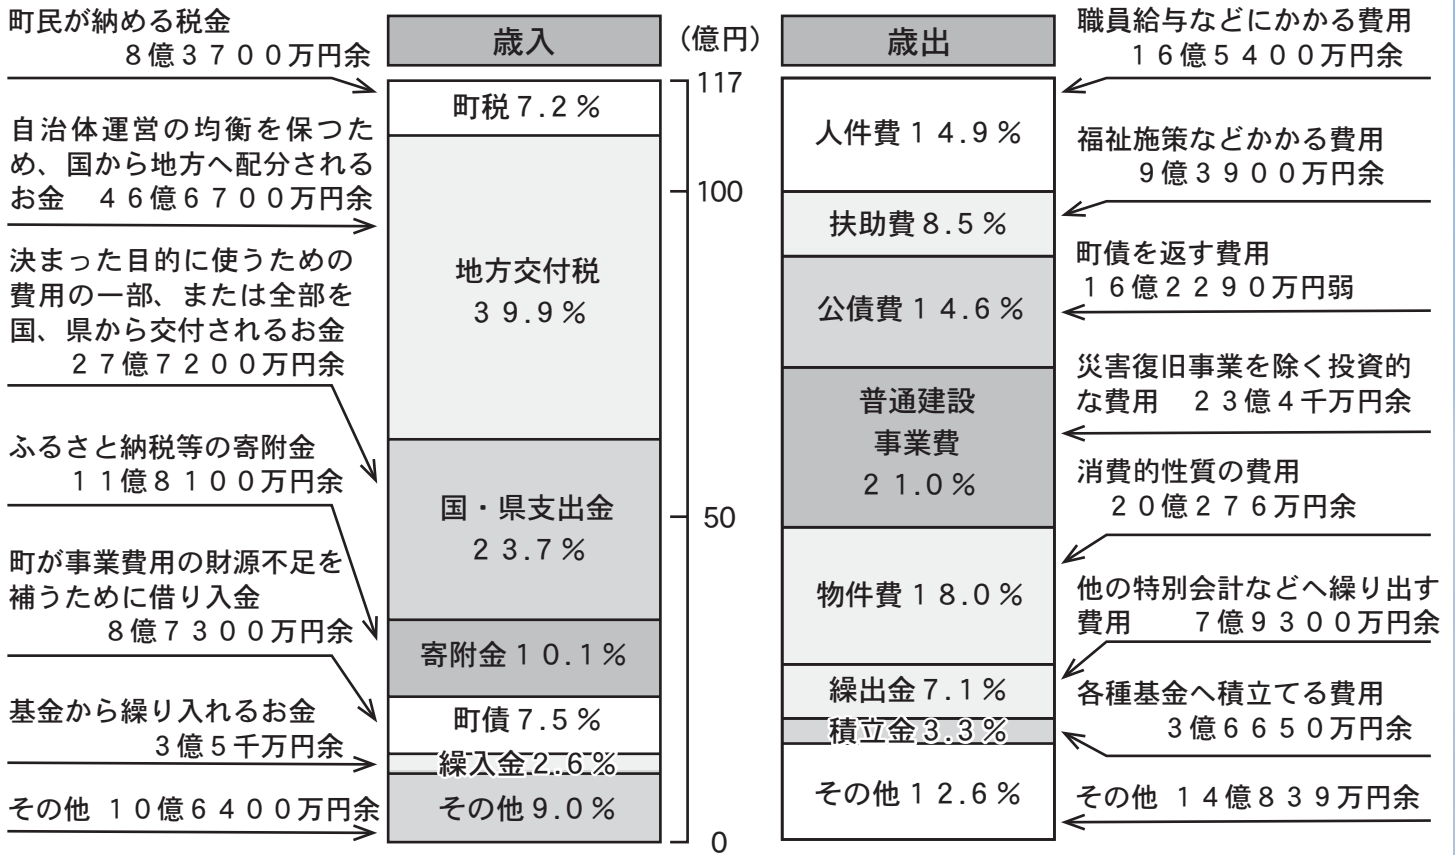 町民が納める税金
8億3700万円余
自治体運営の均衡を保つた
め、国から地方へ配分される
お金　46億6700万円余
決まった目的に使うための
費用の一部、または全部を
国、県から交付されるお金
27億7200万円余
ふるさと納税等の寄附金
11億8100万円余
町が事業費用の財源不足を
補うために借り入金
8億7300万円余
基金から繰り入れるお金
3億5千万円余
その他 10億6400万円余
歳入
町税7.2%
地方交付税
39.9%
国・県支出金
23.7%
寄附金10.1%
町債7.5%
繰入金2.6%
その他9.0%
(億円)
117
100
50
0
歳出
人件費14.9%
扶助費8.5%
公債費14.6%
普通建設
事業費
21.0%
物件費18.0%
繰出金7.1%
積立金3.3%
その他12.6%
職員給与などにかかる費用
16億5400万円余
福祉施策などかかる費用
9億3900万円余
町債を返す費用
16億2290万円弱
災害復旧事業を除く投資的
な費用　23億4千万円余
消費的性質の費用
20億276万円余
他の特別会計などへ繰り出す
費用　7億9300万円余
各種基金へ積立てる費用
3億6650万円余
その他 14億839万円余